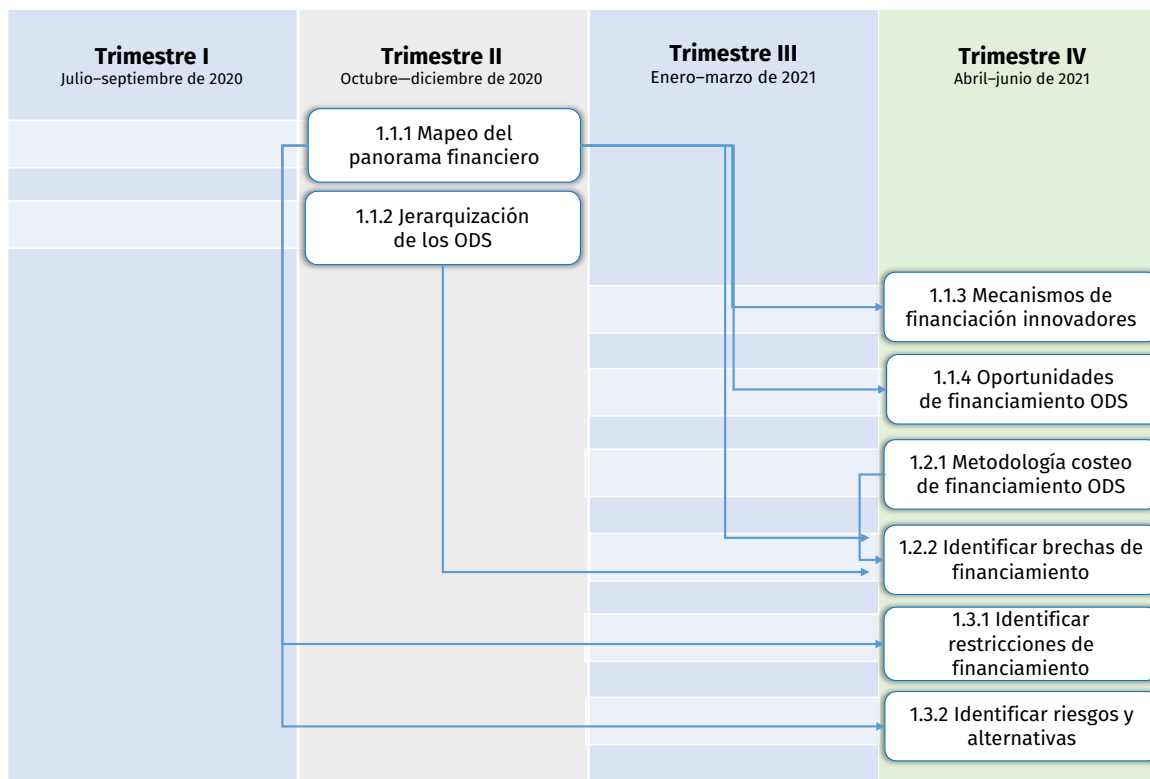 Trimestre I
Julio–septiembre de 2020
Trimestre II
Octubre—diciembre de 2020
Trimestre III
Enero–marzo de 2021
Trimestre IV
Abril–junio de 2021
1.1.1 Mapeo del
panorama financiero
1.1.2 Jerarquización
de los ODS
1.1.3 Mecanismos de
financiación innovadores
1.1.4 Oportunidades
de financiamiento ODS
1.2.1 Metodología costeo
de financiamiento ODS
1.2.2 Identificar brechas de
financiamiento
1.3.1 Identificar
restricciones de
financiamiento
1.3.2 Identificar riesgos y
alternativas